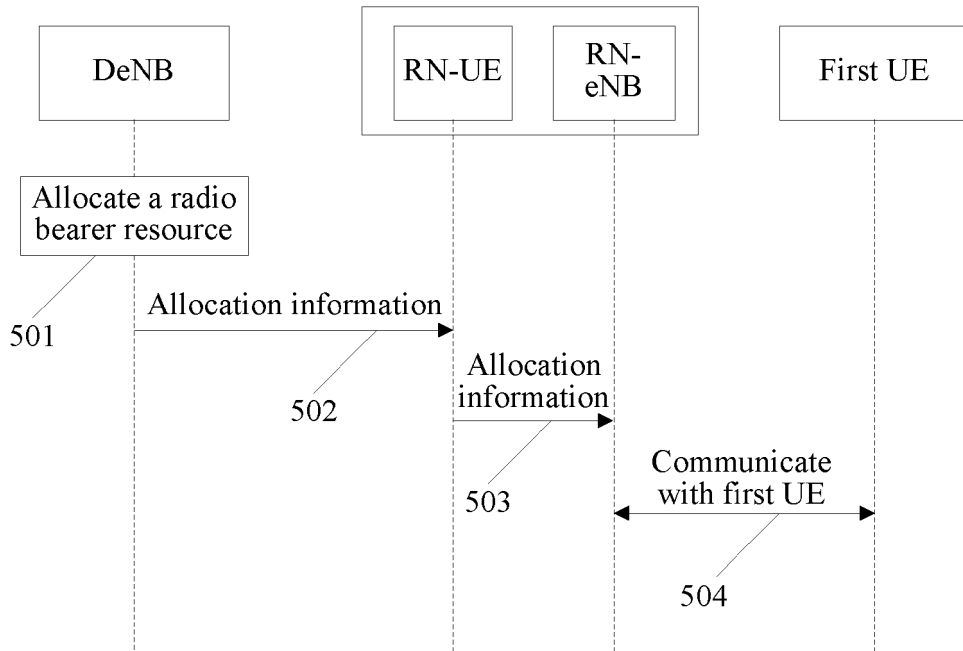 DeNB
RN-UE
RN-
eNB
First UE
Allocate a radio
bearer resource
501
Allocation information
502
Allocation
information
503
Communicate
with first UE
504